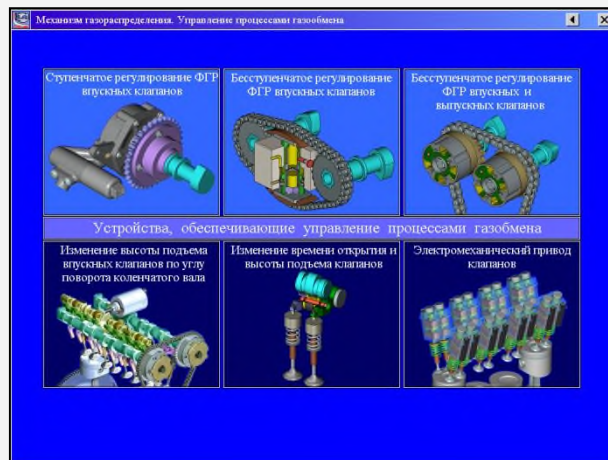 Механизм газораспределения. Управление процессами газообмена
Ступенчатое регулирование ФГР
впускных клапанов
Бесступенчатое регулирование
ФГР впускных клапанов
Бесступенчатое регулирование
ФГР впускных и
выпускных клапанов
Устройства, обеспечивающие управление процессами газобмена
Изменение высоты подъема
впускных клапанов по углу
поворота коленчатого вала
Изменение времени открытия и
высоты подъема клапанов
Электромеханический привод
клапанов